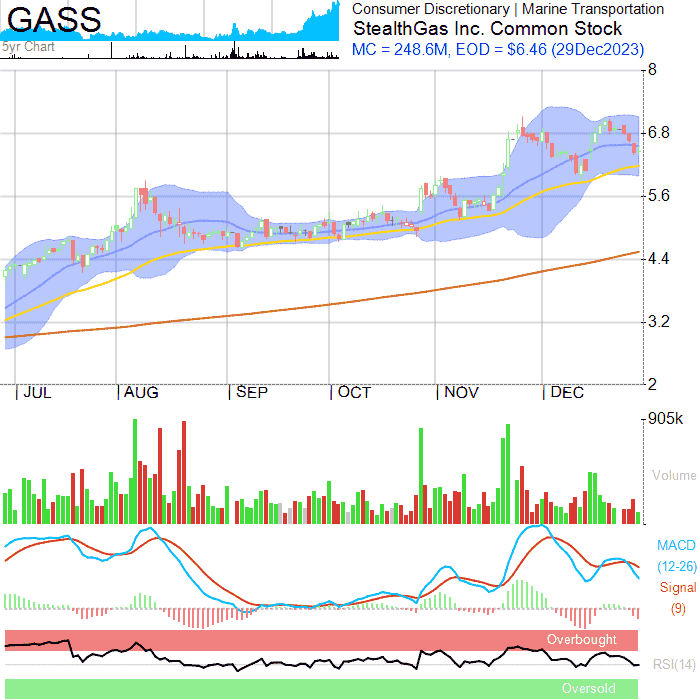 GASS
5yr Chart
Consumer Discretionary | Marine Transportation
StealthGas Inc. Common Stock
MC = 248.6M, EOD = $6.46 (29Dec2023)
8
6.8
5.6
4.4
3.2
2
JUL AUG SEP OCT NOV DEC
905k
Volume
MACD
(12-26)
Signal
(9)
Overbought
RSI(14)
Oversold